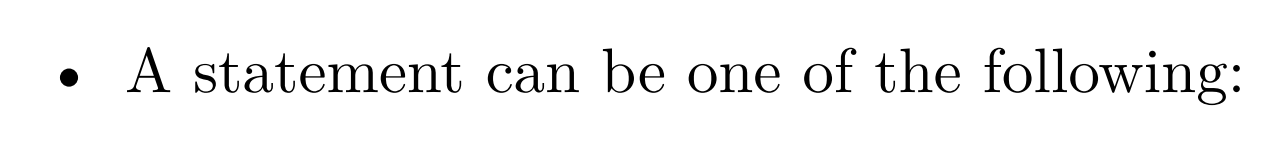 • A statement can be one of the following: